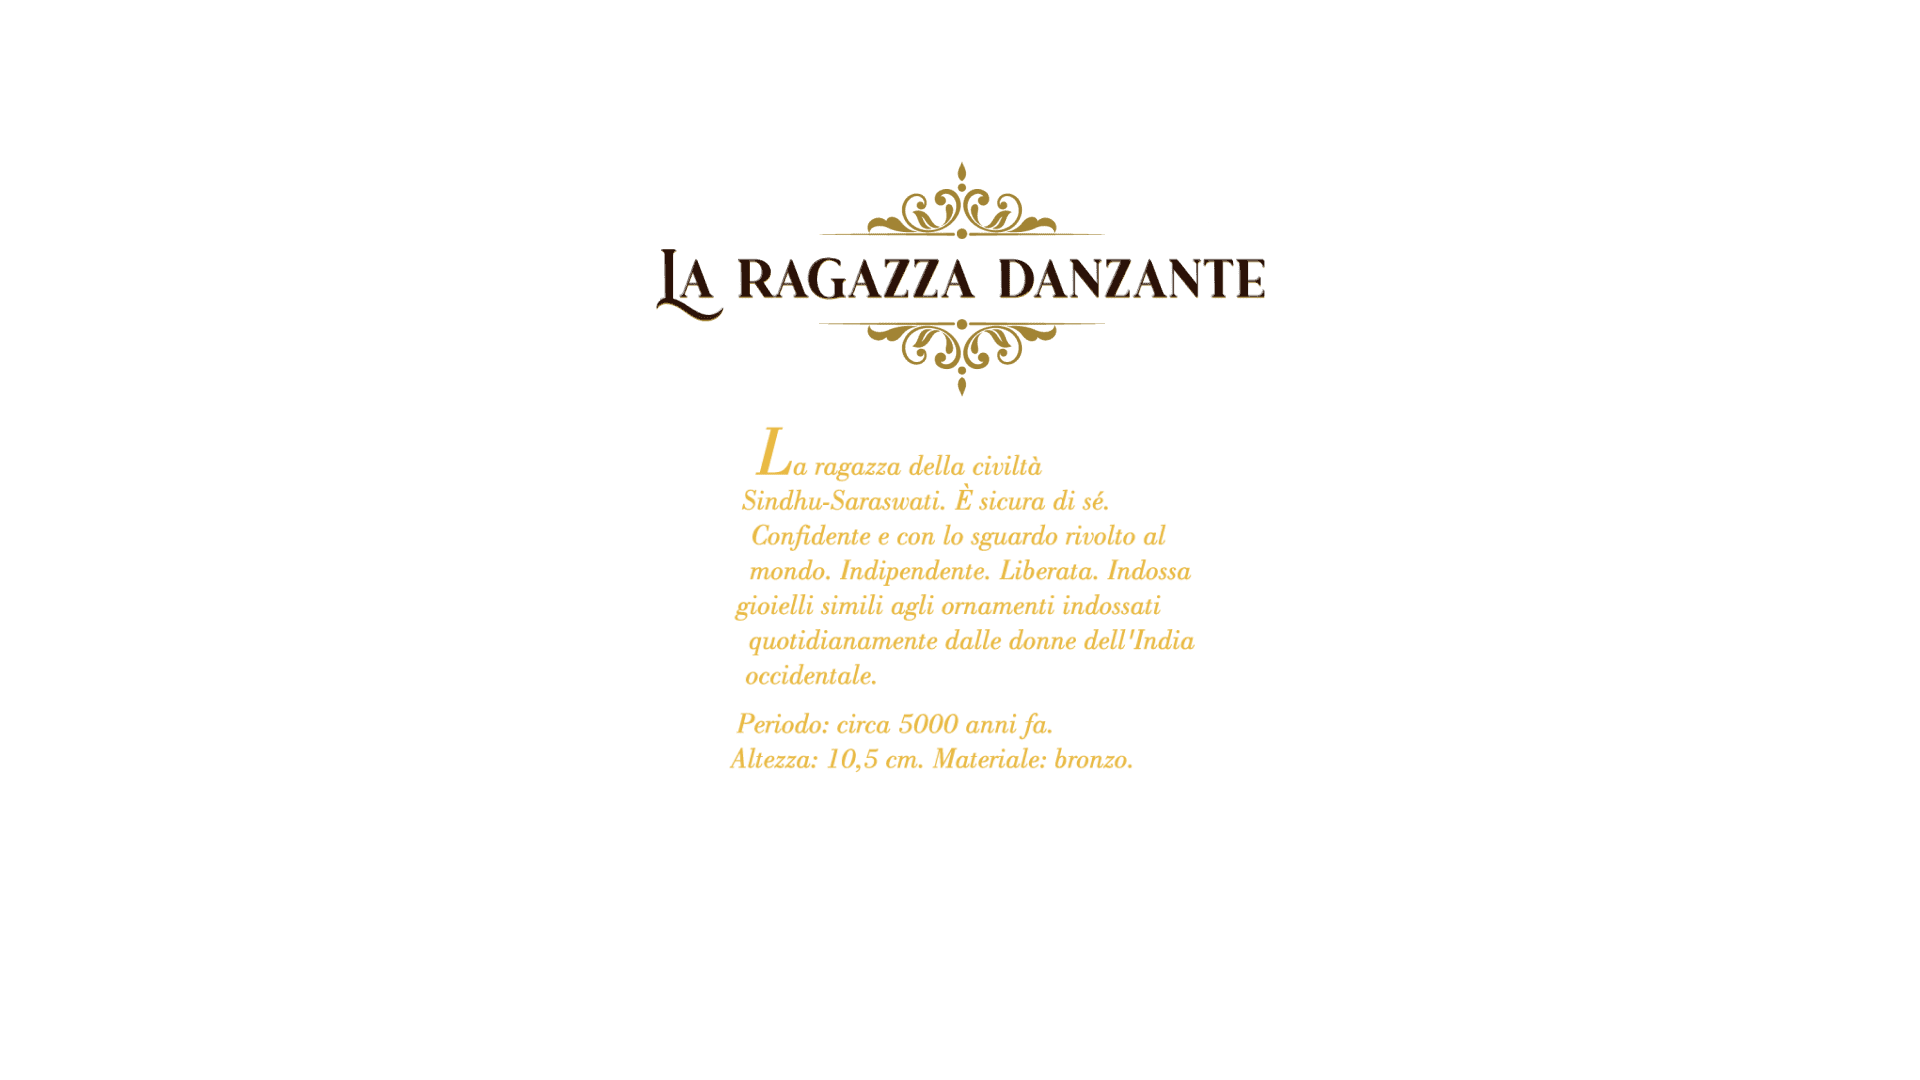 La ragazza danzante
La ragazza della civiltà
Sindhu-Saraswati. È sicura di sé.
Confidente e con lo sguardo rivolto al
mondo. Indipendente. Liberata. Indossa
gioielli simili agli ornamenti indossati
quotidianamente dalle donne dell'India
occidentale.
Periodo: circa 5000 anni fa.
Altezza: 10,5 cm. Materiale: bronzo.